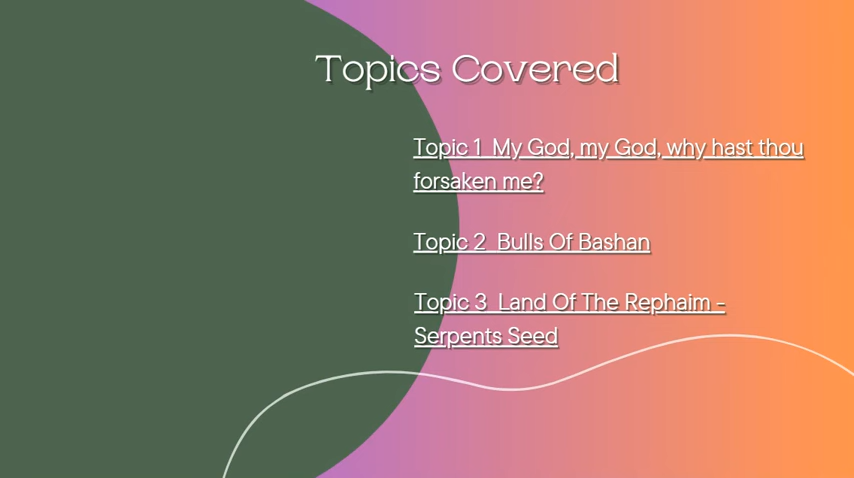 Topics Covered
Topic 1  My God, my God, why hast thou
forsaken me?
Topic 2  Bulls Of Bashan
Topic 3  Land Of The Rephaim -
Serpents Seed